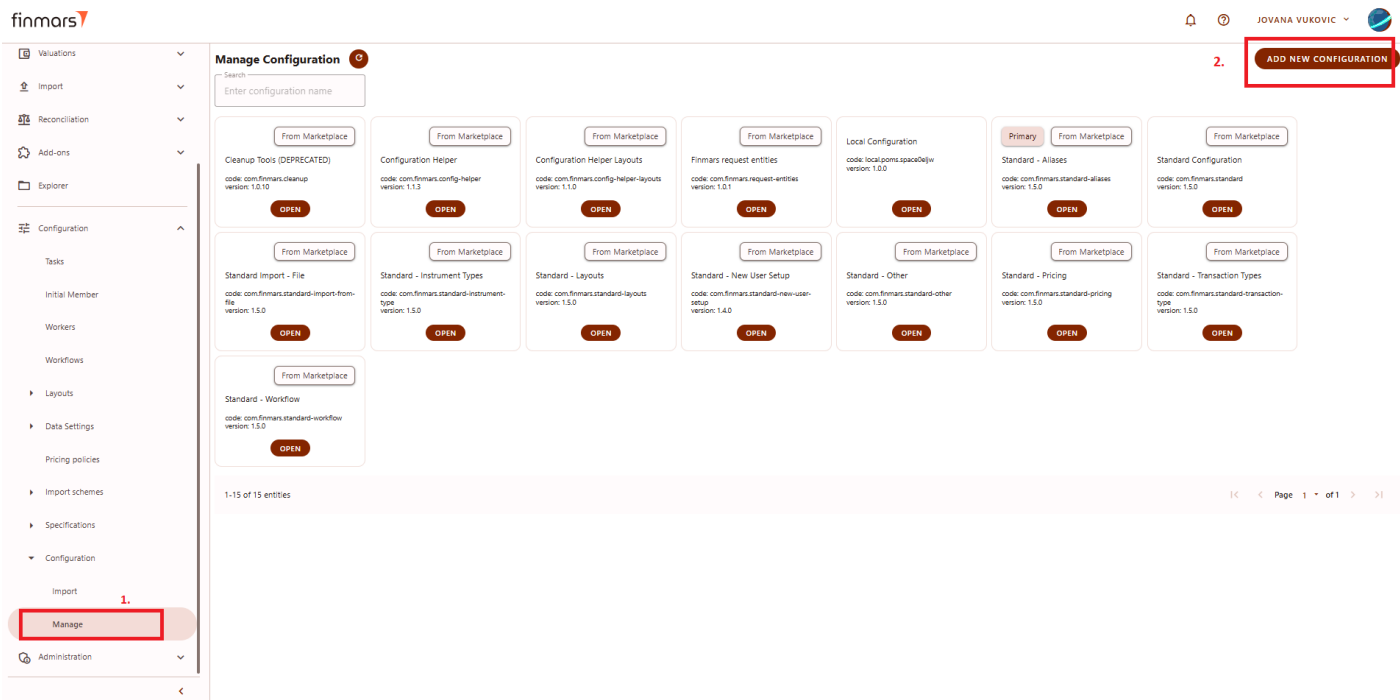 finmars
JOVANA VUKOVIC
Valuations
Import
Reconciliation
Add-ons
Explorer
Configuration
Tasks
Initial Member
Workers
Workflows
Layouts
Data Settings
Pricing policies
Import schemes
Specifications
Configuration
Import
1.
Manage
Administration
Manage Configuration
2.
ADD NEW CONFIGURATION
Search
Enter configuration name
From Marketplace
Cleanup Tools (DEPRECATED)
code: com.finmars.cleanup
version: 1.0.10
OPEN
From Marketplace
Configuration Helper
code: com.finmars.config-helper
version: 1.1.3
OPEN
From Marketplace
Configuration Helper Layouts
code: com.finmars.config-helper-layouts
version: 1.1.0
OPEN
From Marketplace
Finmars request entities
code: com.finmars.request-entities
version: 1.0.1
OPEN
Local Configuration
code: local.poms.space0eljw
version: 1.0.0
OPEN
Primary
From Marketplace
Standard - Aliases
code: com.finmars.standard-aliases
version: 1.5.0
OPEN
From Marketplace
Standard Configuration
code: com.finmars.standard
version: 1.5.0
OPEN
From Marketplace
Standard Import - File
code: com.finmars.standard-import-from-
file
version: 1.5.0
OPEN
From Marketplace
Standard - Instrument Types
code: com.finmars.standard-instrument-
type
version: 1.5.0
OPEN
From Marketplace
Standard - Layouts
code: com.finmars.standard-layouts
version: 1.5.0
OPEN
From Marketplace
Standard - New User Setup
code: com.finmars.standard-new-user-
setup
version: 1.4.0
OPEN
From Marketplace
Standard - Other
code: com.finmars.standard-other
version: 1.5.0
OPEN
From Marketplace
Standard - Pricing
code: com.finmars.standard-pricing
version: 1.5.0
OPEN
From Marketplace
Standard - Transaction Types
code: com.finmars.standard-transaction-
type
version: 1.5.0
OPEN
From Marketplace
Standard - Workflow
code: com.finmars.standard-workflow
version: 1.5.0
OPEN
1-15 of 15 entities
Page 1 of 1